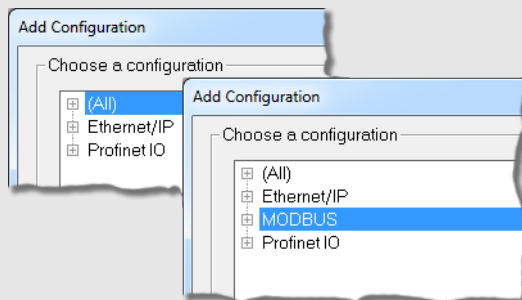 Add Configuration
Choose a configuration
(All)
Ethernet/IP
Profinet IO
Add Configuration
Choose a configuration
(All)
Ethernet/IP
MODBUS
Profinet IO